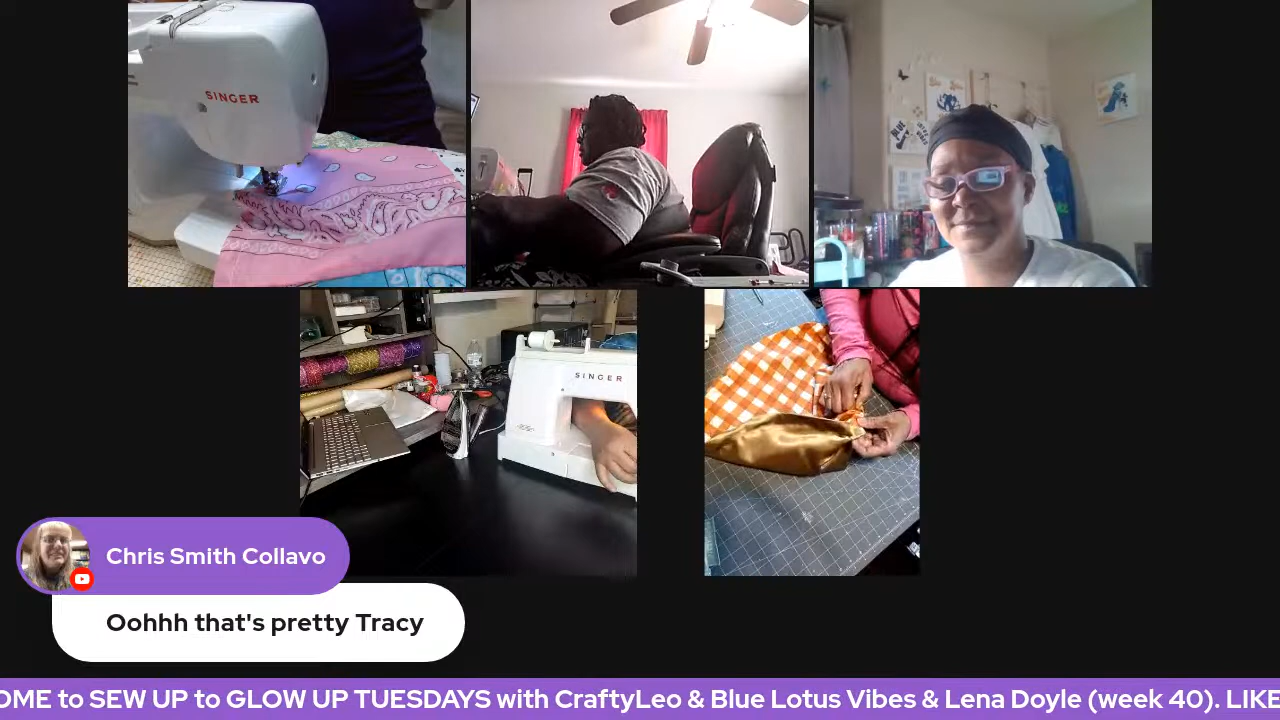 SINGER
SINGER
Chris Smith Collavo
Oohhh that's pretty Tracy
OME to SEW UP to GLOW UP TUESDAYS with CraftyLeo & Blue Lotus Vibes & Lena Doyle (week 40). LIKE